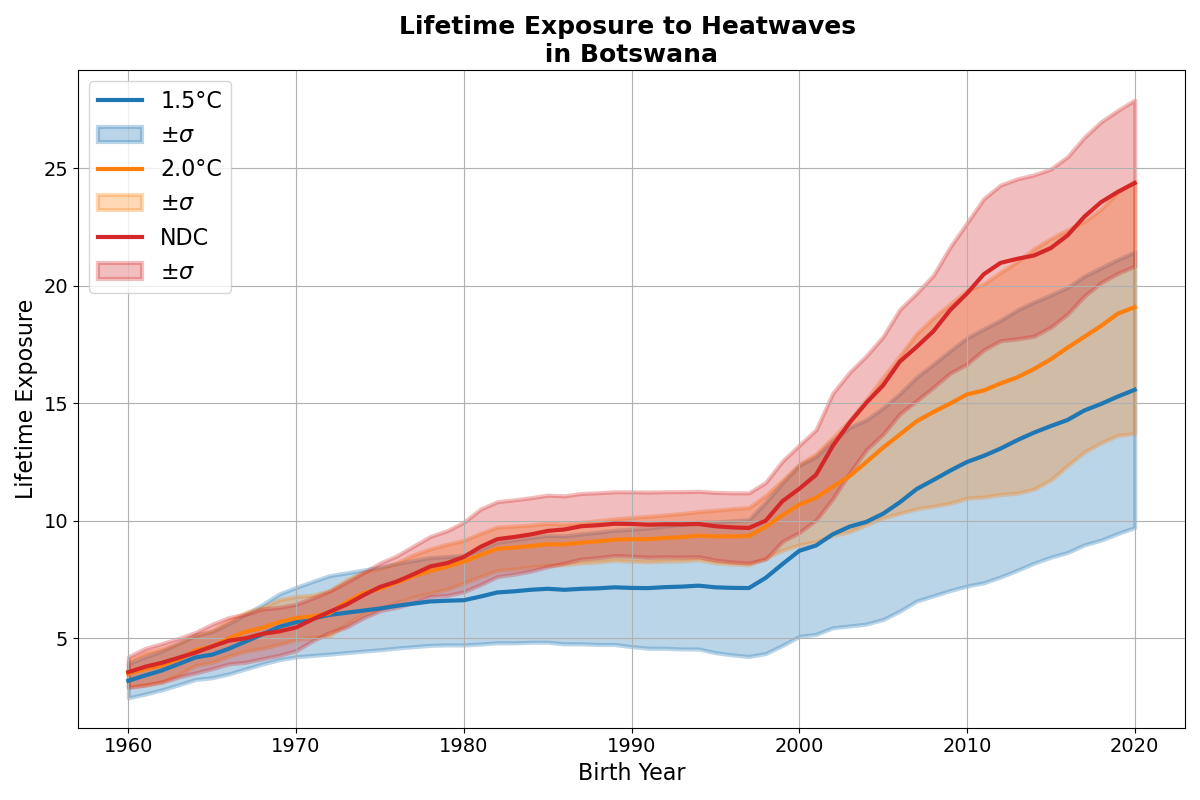 Lifetime Exposure to Heatwaves
in Botswana
1.5°C
±σ
2.0°C
±σ
NDC
±σ
Lifetime Exposure
25
20
15
10
5
1960 1970 1980 1990 2000 2010 2020
Birth Year